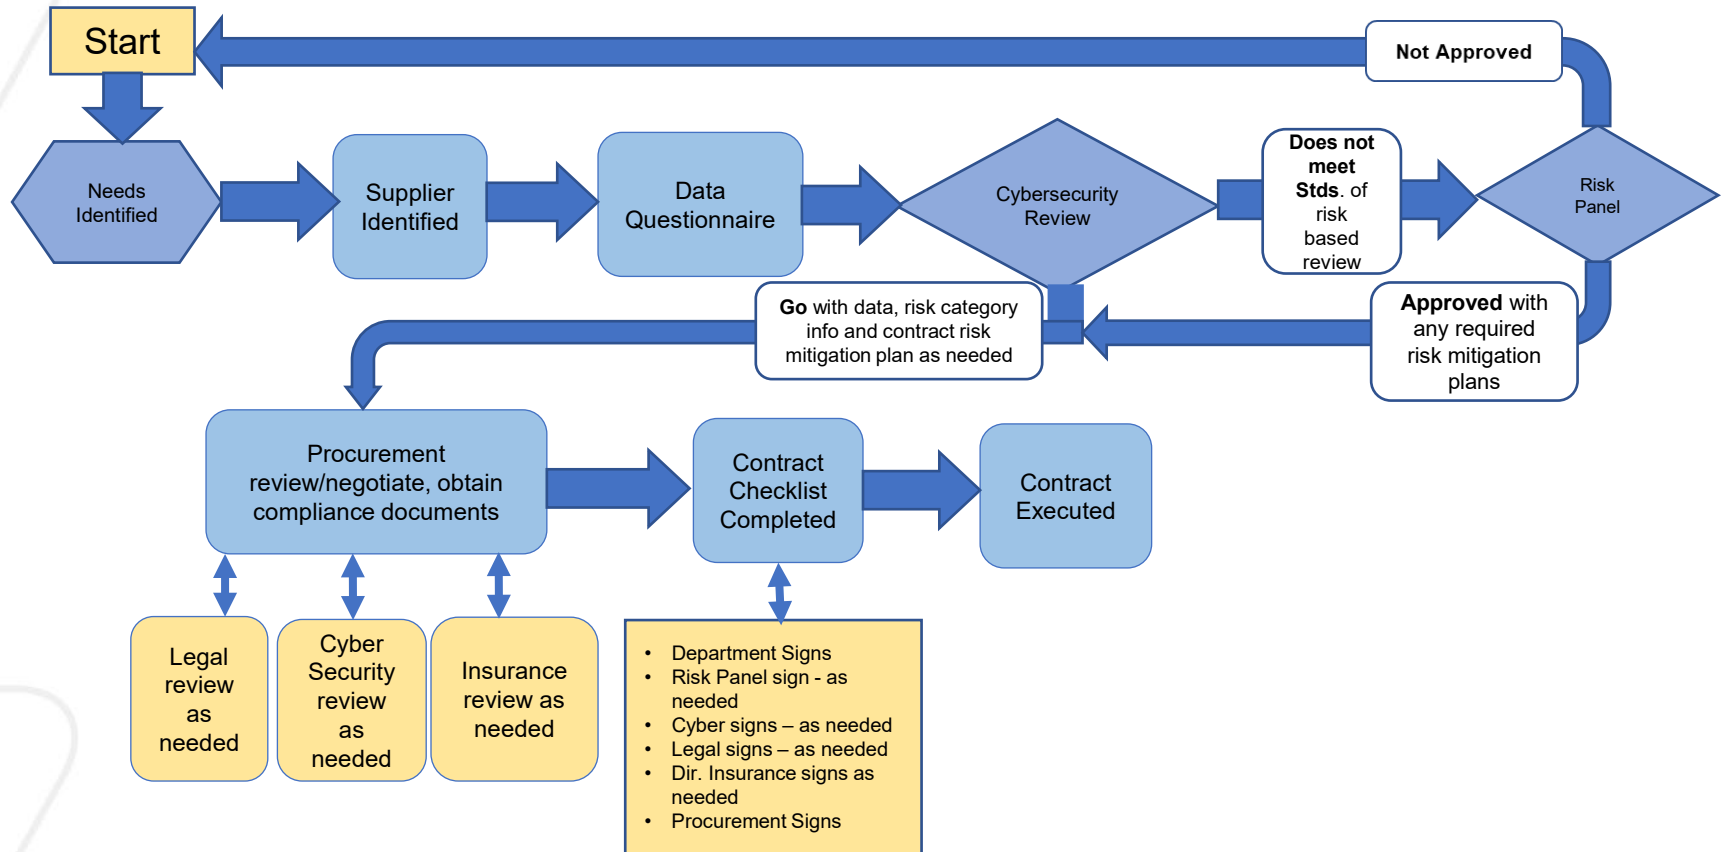 Start
Not Approved
Needs
Identified
Supplier
Identified
Data
Questionnaire
Cybersecurity
Review
Does not
meet
Stds. of
risk
based
review
Risk
Panel
Go with data, risk category
info and contract risk
mitigation plan as needed
Approved with
any required
risk mitigation
plans
Procurement
review/negotiate, obtain
compliance documents
Contract
Checklist
Completed
Contract
Executed
Legal
review
as
needed
Cyber
Security
review
as
needed
Insurance
review as
needed
• Department Signs
• Risk Panel sign - as
needed
• Cyber signs – as needed
• Legal signs – as needed
• Dir. Insurance signs as
needed
• Procurement Signs